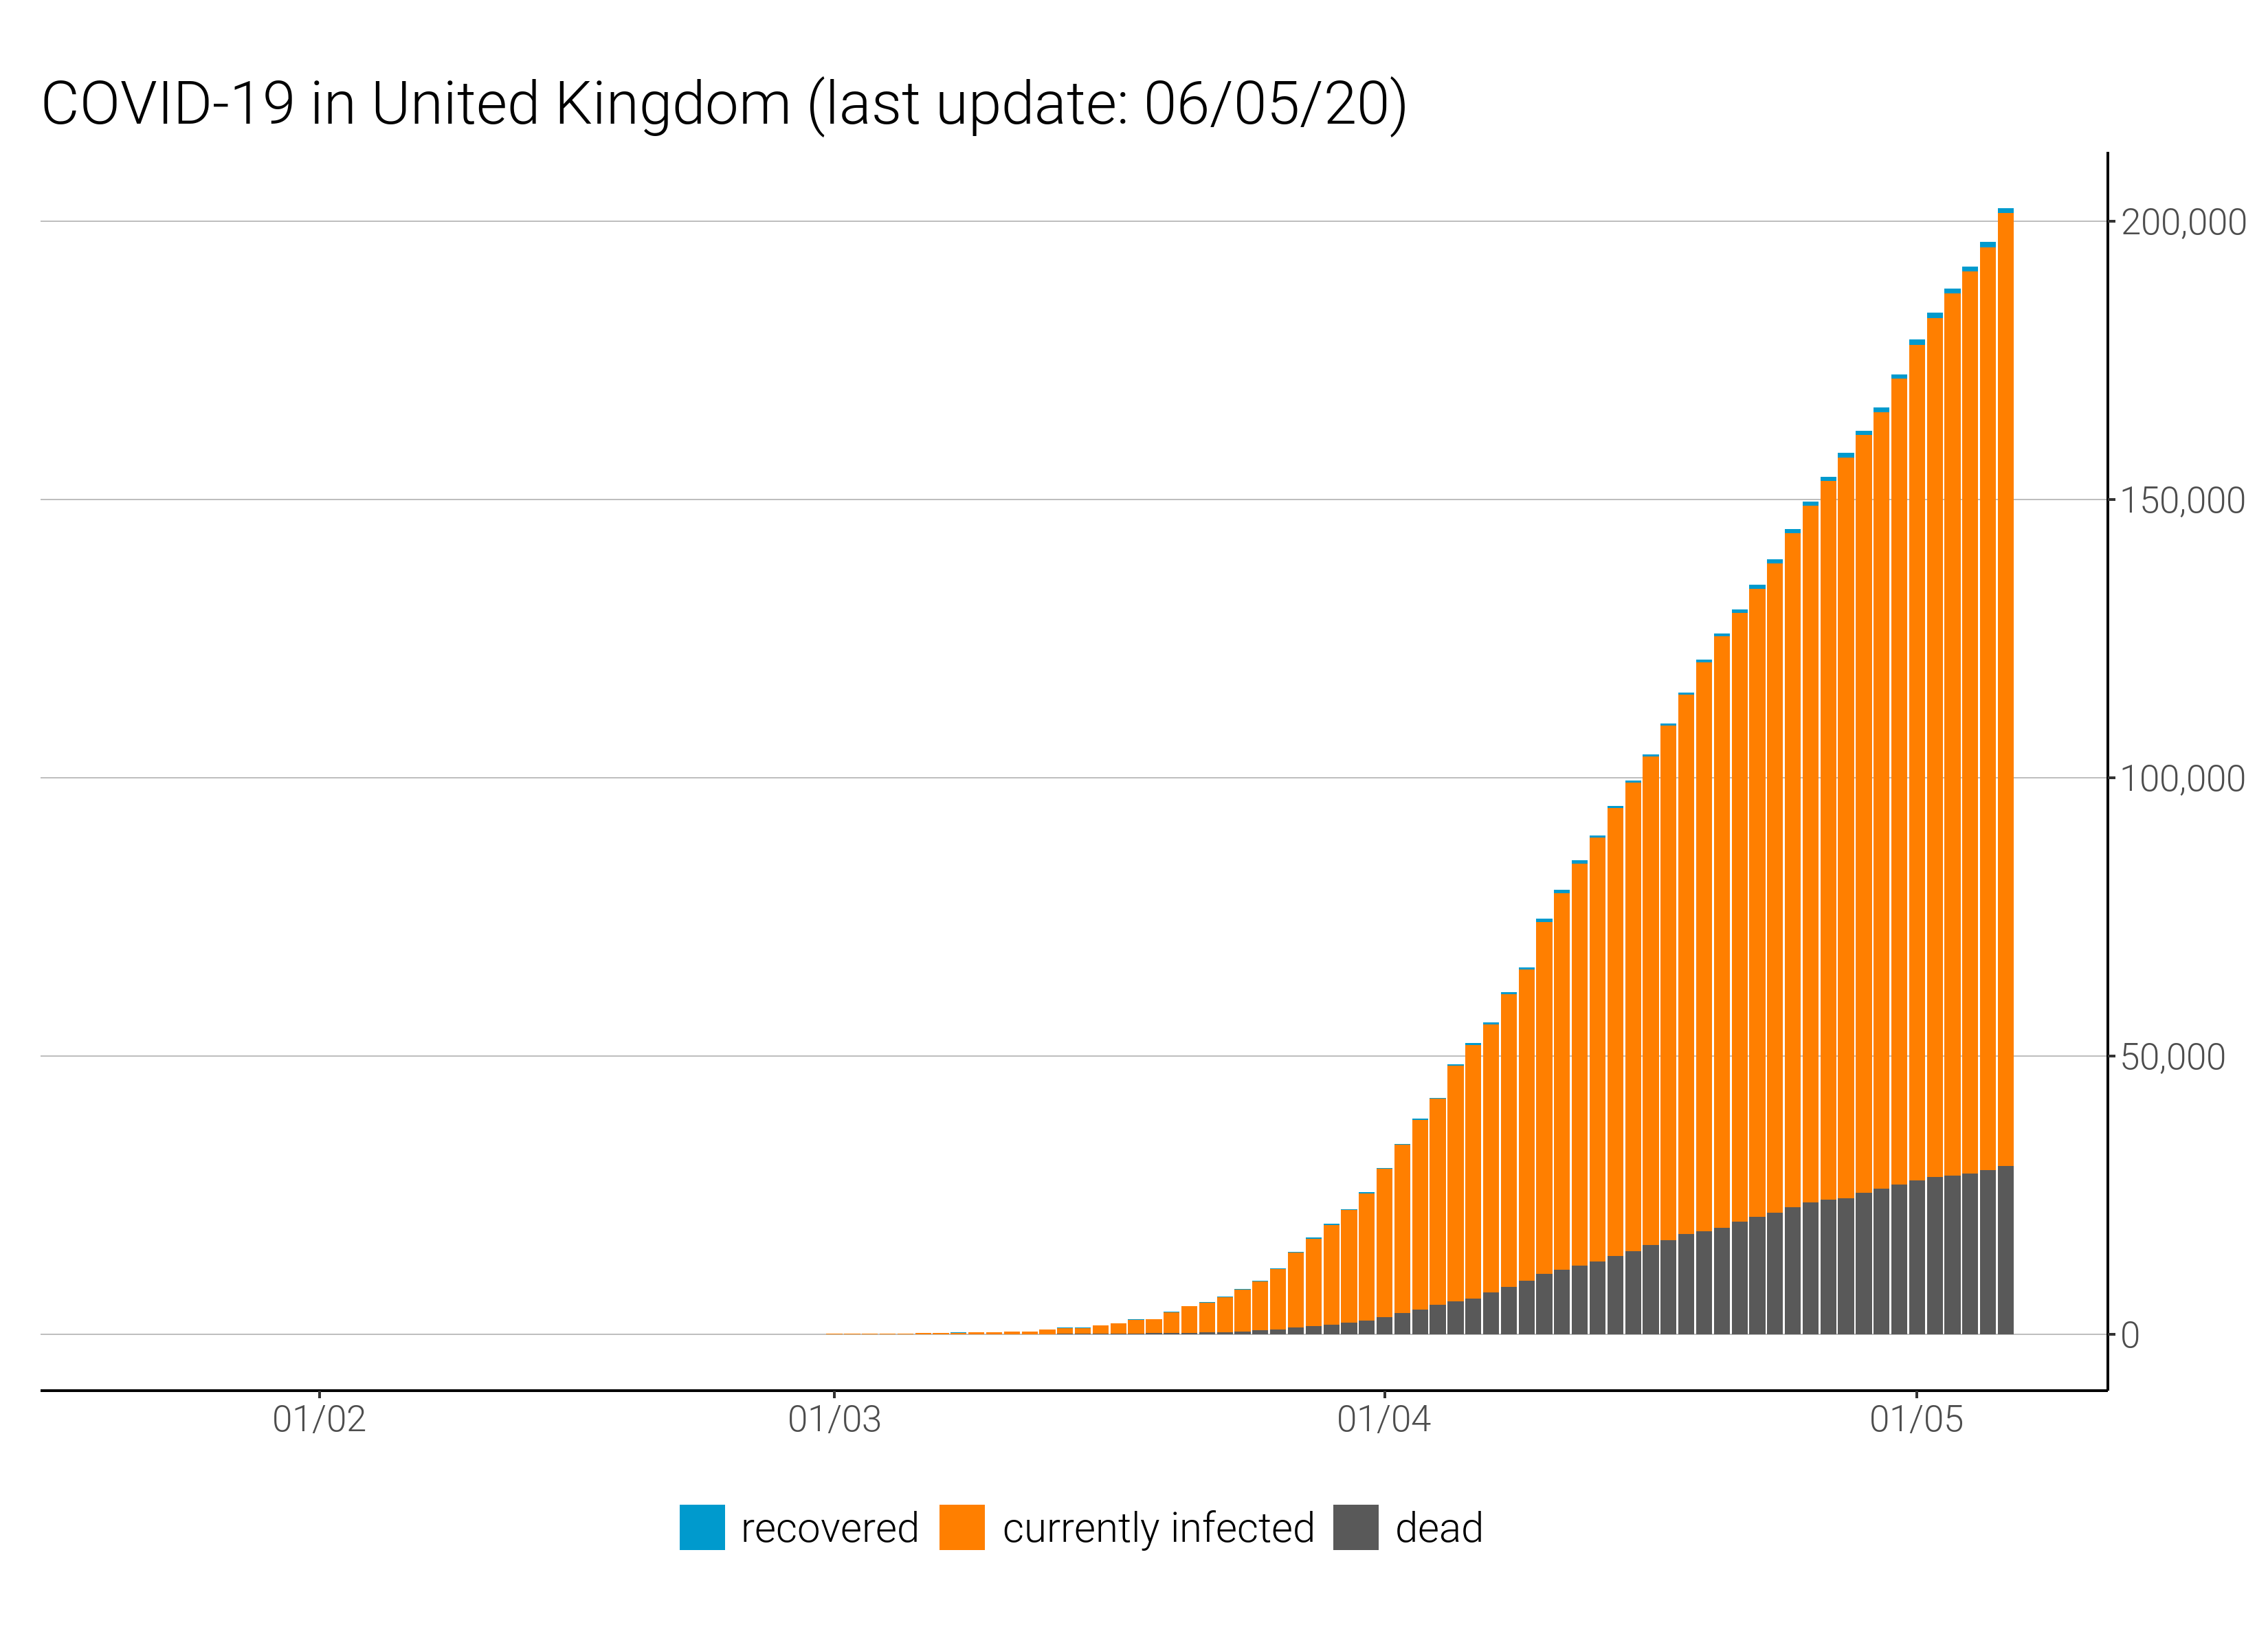 COVID-19 in United Kingdom (last update: 06/05/20)
200,000
150,000
100,000
50,000
0
01/02 01/03 01/04 01/05
recovered currently infected dead